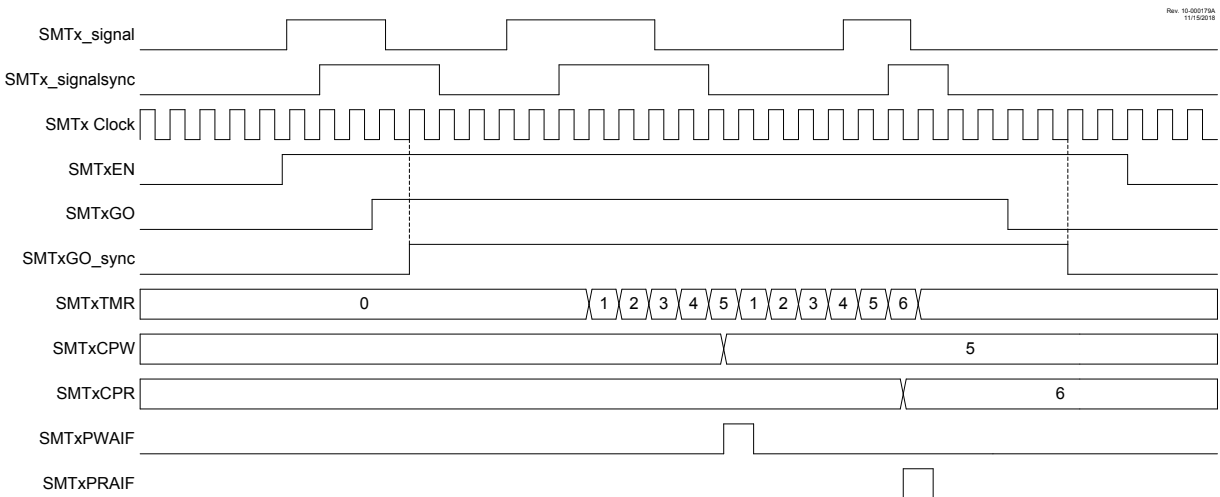 Rev. 10-000179A
11/15/2018
SMTx_signal
SMTx_signalsync
SMTx Clock
SMTxEN
SMTxGO
SMTxGO_sync
SMTxTMR 0 1 2 3 4 5 1 2 3 4 5 6
SMTxCPW 5
SMTxCPR 6
SMTxPWAIF
SMTxPRAIF